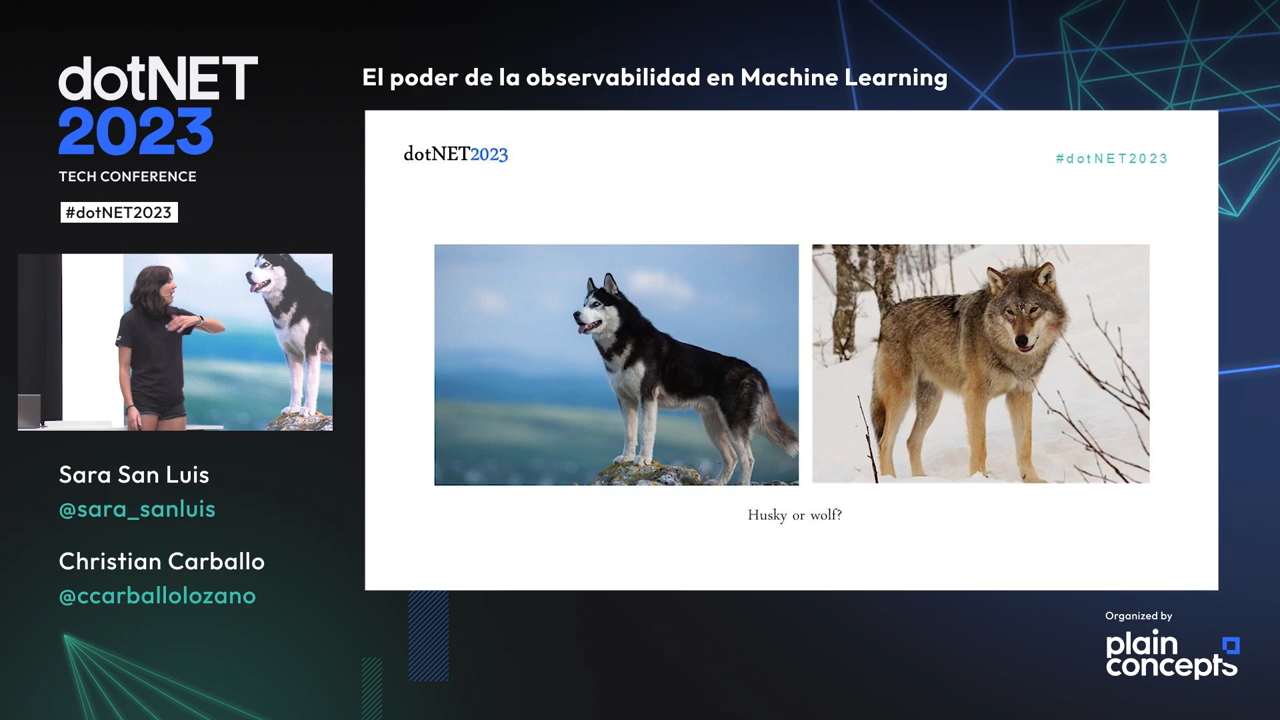 dotNET
2023
TECH CONFERENCE
#dotNET2023
Sara San Luis
@sara_sanluis
Christian Carballo
@ccarballolozano
El poder de la observabilidad en Machine Learning
dotNET2023
#dotNET2023
Husky or wolf?
Organized by
plain
concepts